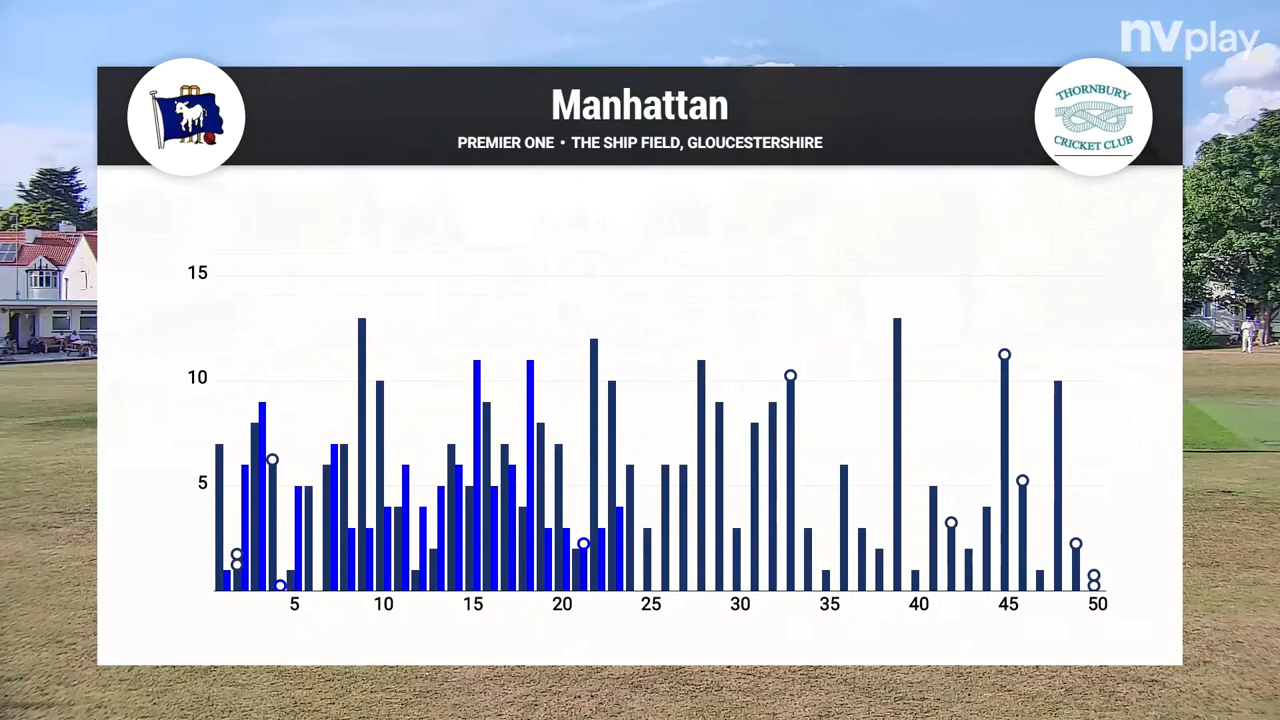 nvplay
Manhattan
PREMIER ONE • THE SHIP FIELD, GLOUCESTERSHIRE
THORNBURY
CRICKET CLUB
15
10
5
5 10 15 20 25 30 35 40 45 50